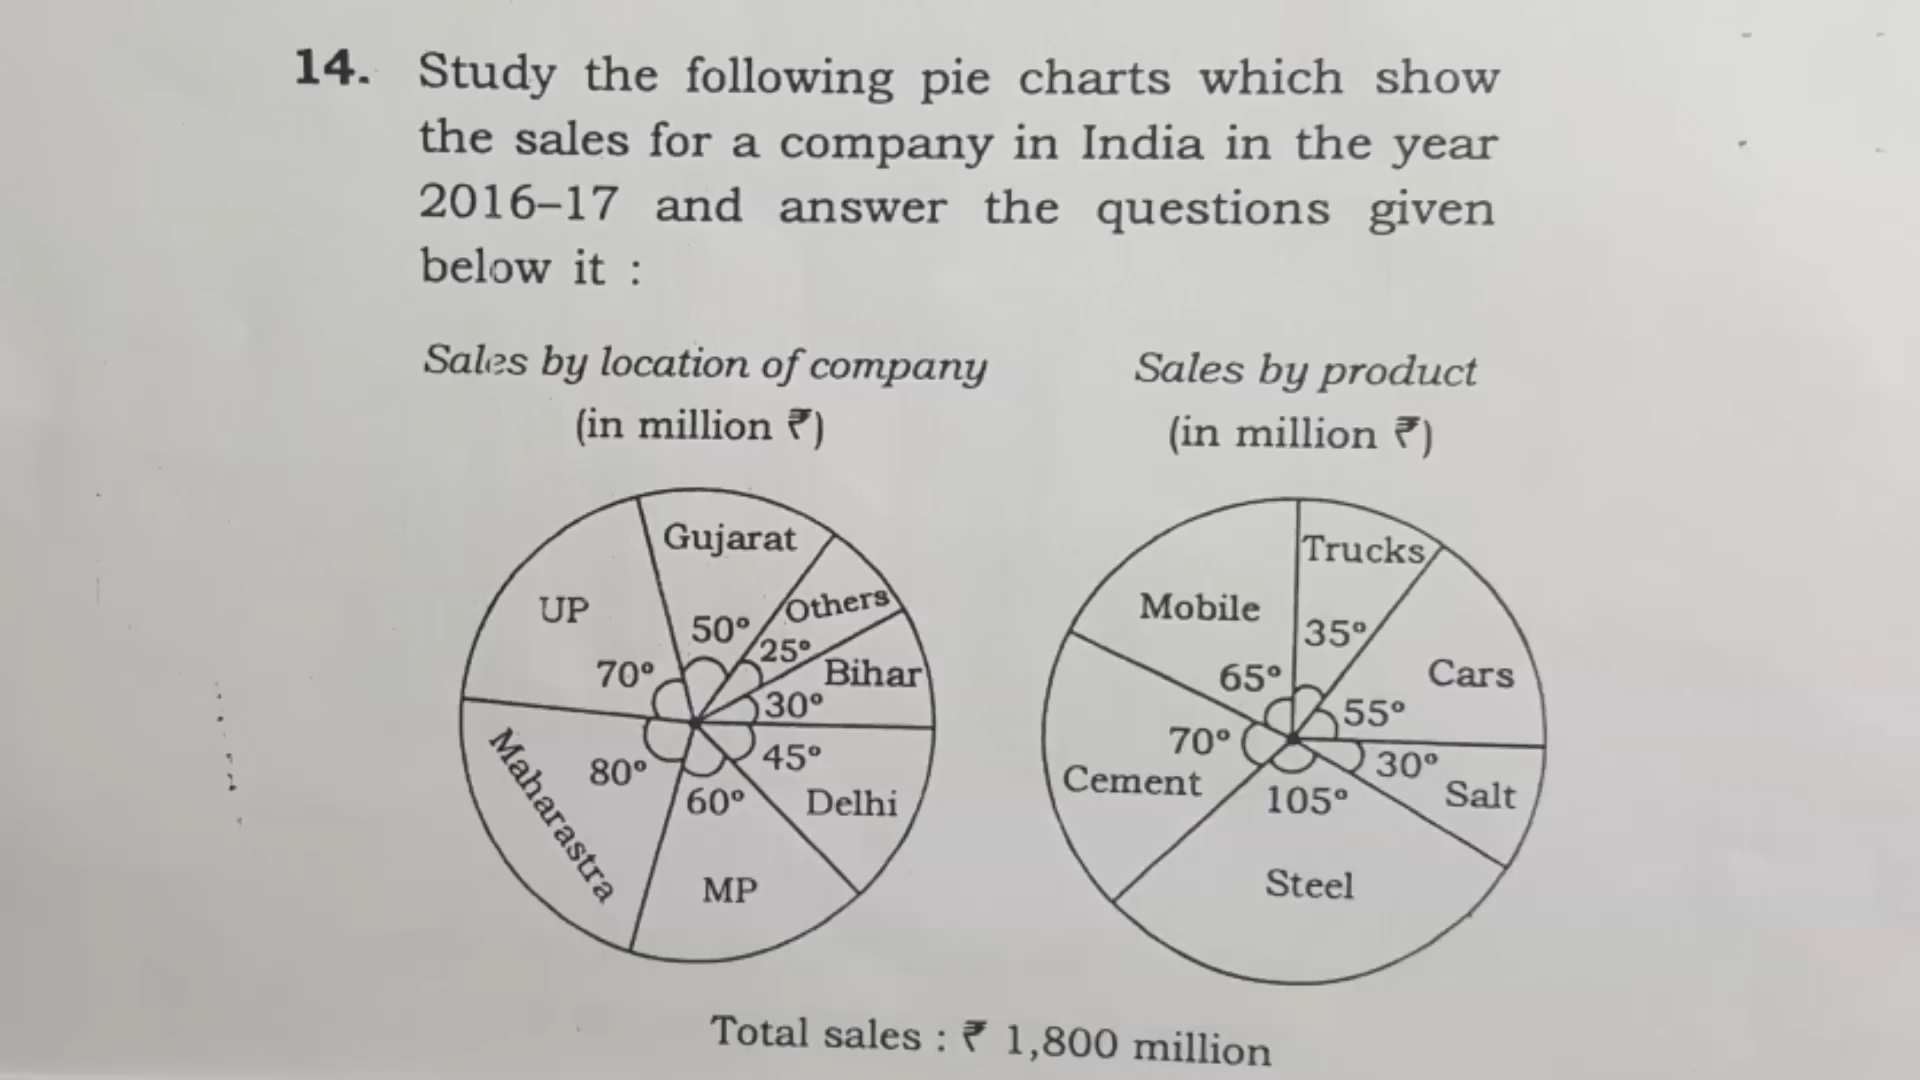 14. Study the following pie charts which show
the sales for a company in India in the year
2016–17 and answer the questions given
below it :
Sales by location of company
(in million ₹)
Sales by product
(in million ₹)
Gujarat
50°
Others
25°
Bihar
30°
45°
Delhi
60°
MP
80°
Maharastra
UP
70°
Trucks
35°
Cars
55°
30°
Salt
105°
Steel
70°
Cement
Mobile
65°
Total sales : ₹ 1,800 million